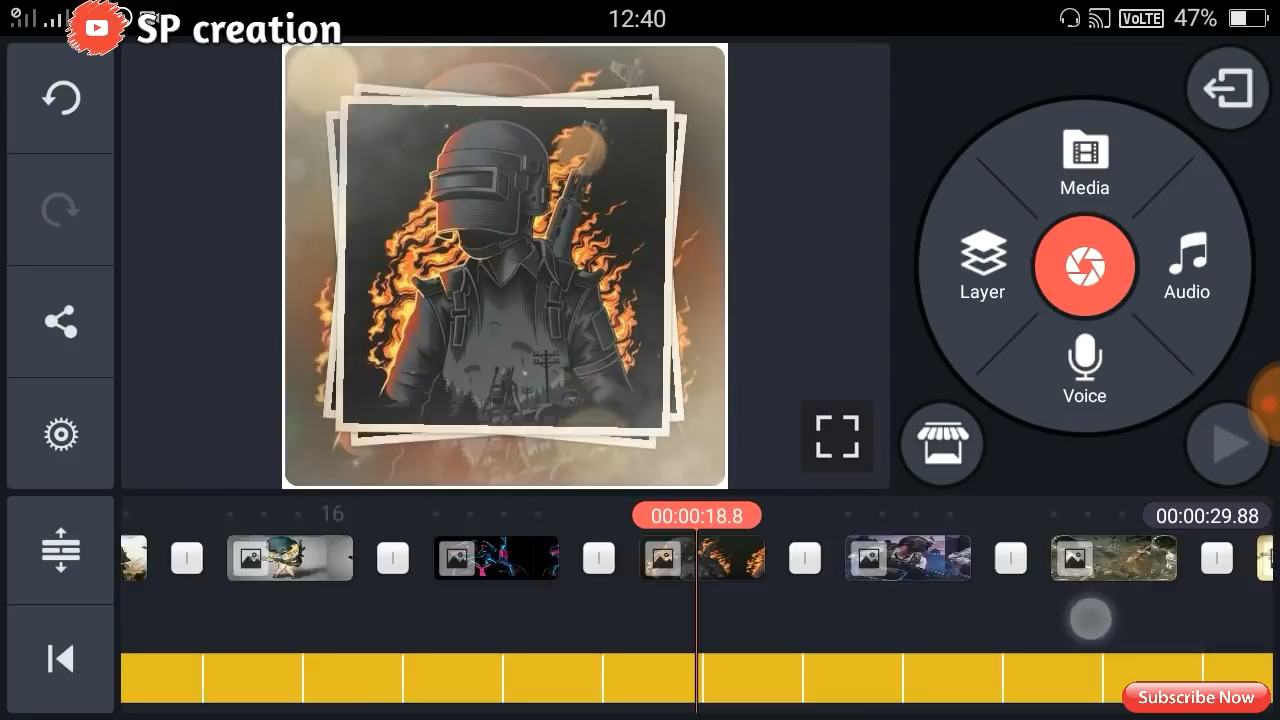 SP creation
12:40
VoLTE
47%
Media
Layer
Audio
Voice
16
00:00:18.8
00:00:29.88
Subscribe Now